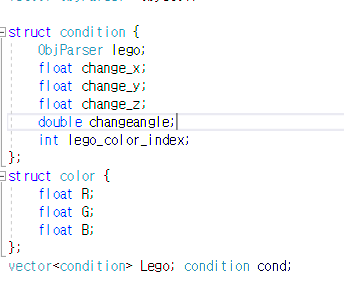 struct condition {
ObjParser lego;
float change_x;
float change_y;
float change_z;
double changeangle;
int lego_color_index;
};
struct color {
float R;
float G;
float B;
};
vector<condition> Lego; condition cond;